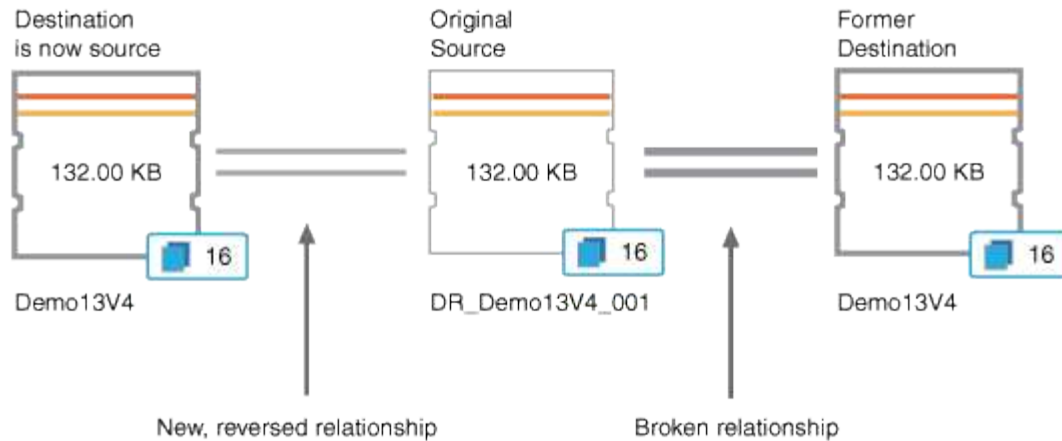 Destination
is now source
Original
Source
Former
Destination
132.00 KB
132.00 KB
132.00 KB
16
16
16
Demo13V4
DR_Demo13V4_001
Demo13V4
New, reversed relationship
Broken relationship